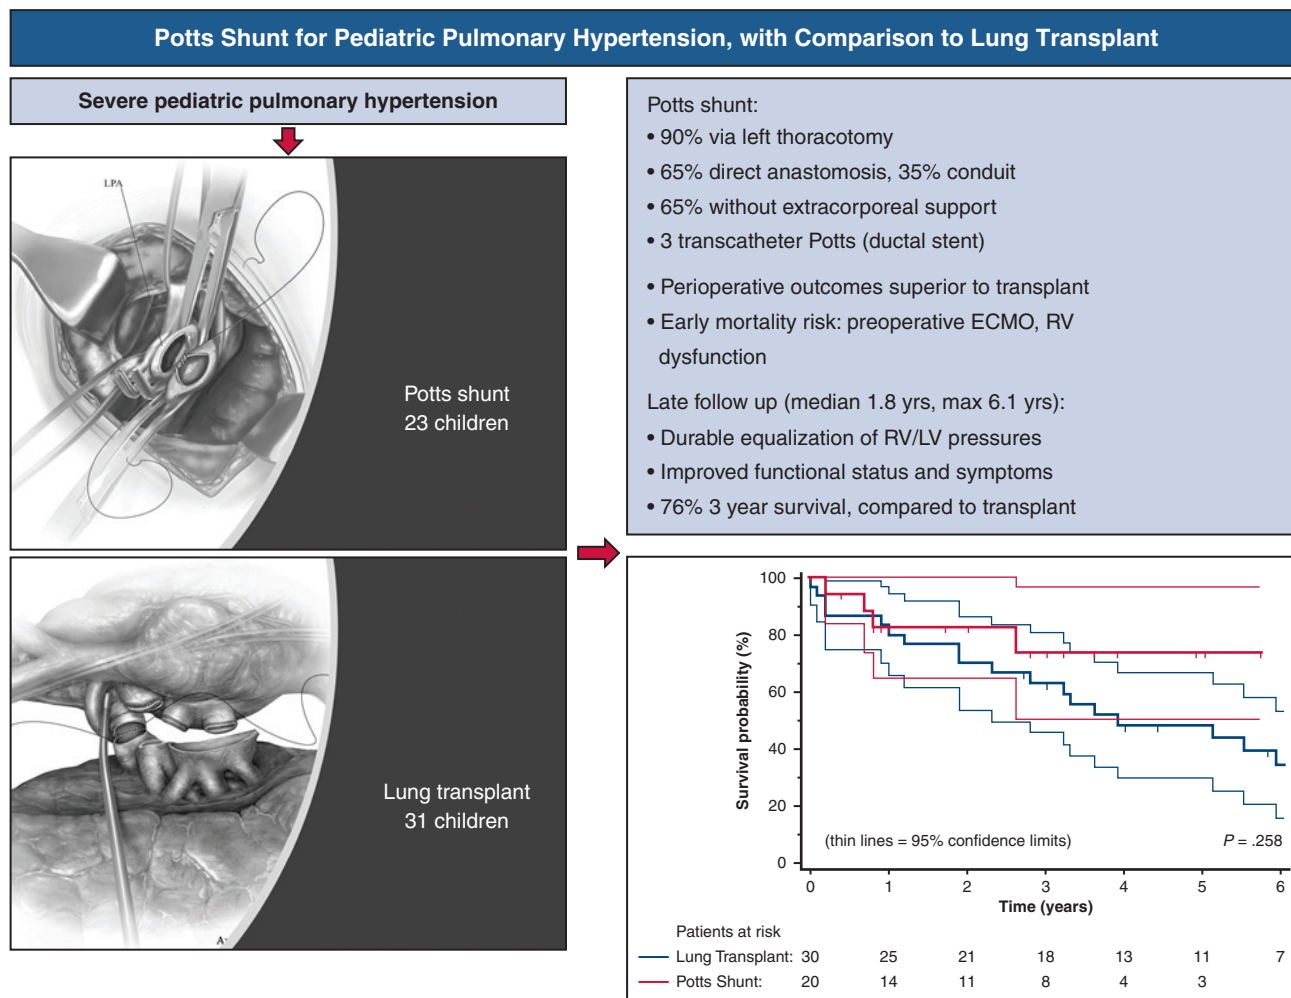 Potts Shunt for Pediatric Pulmonary Hypertension, with Comparison to Lung Transplant
Severe pediatric pulmonary hypertension
LPA
Potts shunt
23 children
Lung transplant
31 children
Potts shunt:
• 90% via left thoracotomy
• 65% direct anastomosis, 35% conduit
• 65% without extracorporeal support
• 3 transcatheter Potts (ductal stent)
• Perioperative outcomes superior to transplant
• Early mortality risk: preoperative ECMO, RV
dysfunction
Late follow up (median 1.8 yrs, max 6.1 yrs):
• Durable equalization of RV/LV pressures
• Improved functional status and symptoms
• 76% 3 year survival, compared to transplant
Survival probability (%)
100
80
60
40
20
0
(thin lines = 95% confidence limits)
P = .258
0 1 2 3 4 5 6
Time (years)
Patients at risk
Lung Transplant: 30 25 21 18 13 11 7
Potts Shunt: 20 14 11 8 4 3